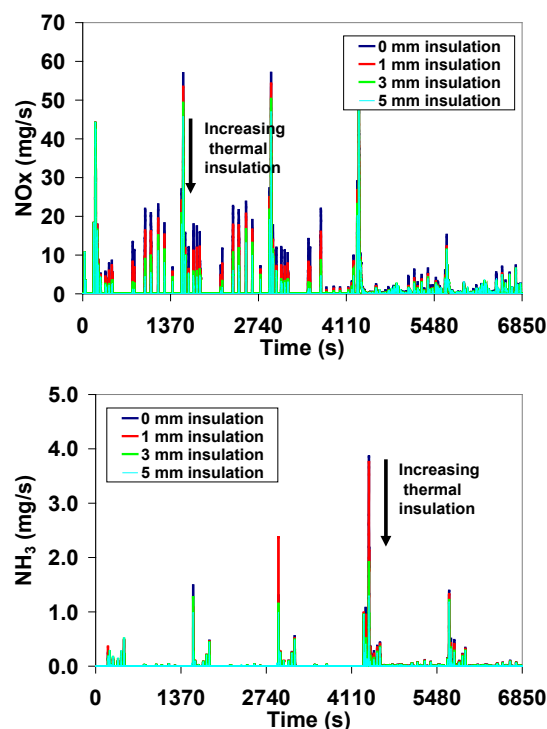 70
60
50
40
30
20
10
0
NOx (mg/s)
0 mm insulation
1 mm insulation
3 mm insulation
5 mm insulation
Increasing
thermal
insulation
0 1370 2740 4110 5480 6850
Time (s)
5.0
4.0
3.0
2.0
1.0
0.0
NH₃ (mg/s)
0 mm insulation
1 mm insulation
3 mm insulation
5 mm insulation
Increasing
thermal
insulation
0 1370 2740 4110 5480 6850
Time (s)